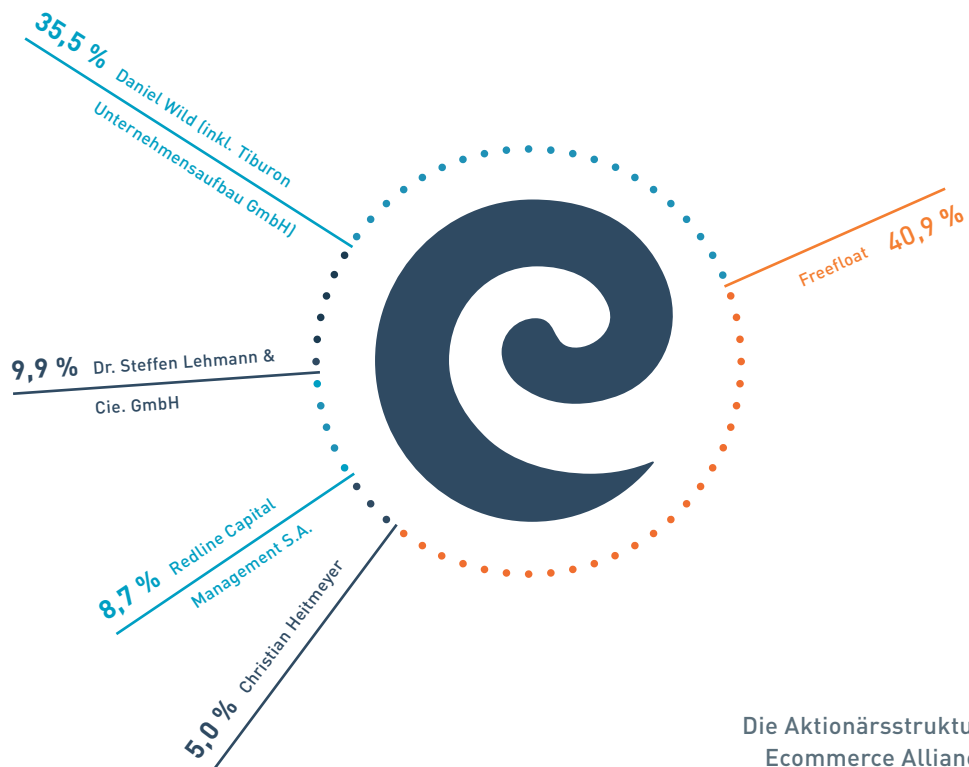 35,5 % Daniel Wild (inkl. Tiburon
Unternehmensaufbau GmbH)
Freefloat 40,9 %
9,9 % Dr. Steffen Lehmann &
Cie. GmbH
8,7 % Redline Capital
Management S.A.
5,0 % Christian Heitmeyer
Die Aktionärsstruktu
Ecommerce Allianc